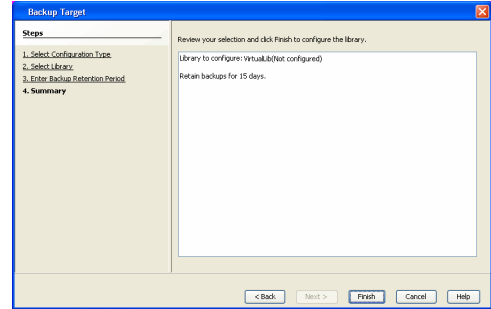 Backup Target
Steps
1. Select Configuration Type
2. Select Library
3. Enter Backup Retention Period
4. Summary
Review your selection and click Finish to configure the library.
Library to configure: VirtualLib(Not configured)
Retain backups for 15 days.
< Back
Next >
Finish
Cancel
Help